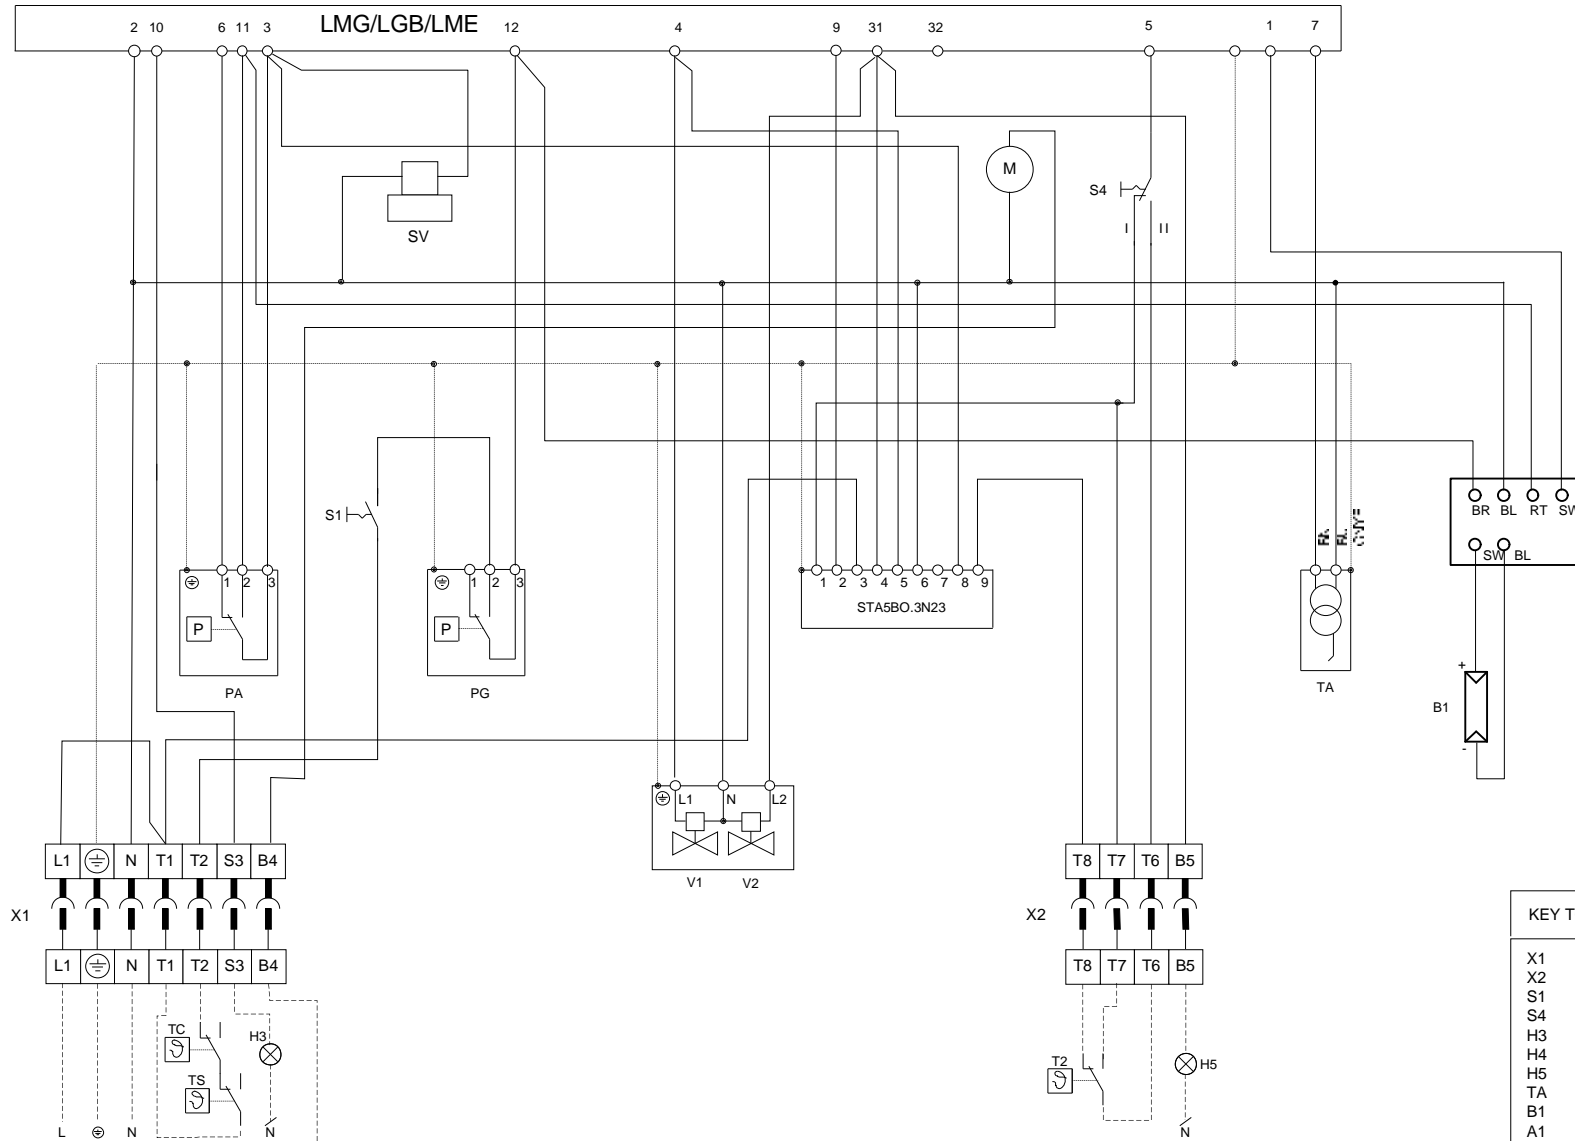 LMG/LGB/LME
2 10 6 11 3 12 4 9 31 32 5 1 7
M
S4
I II
SV
BR BL RT SW
SW BL
S1
1 2 3
P
PA
1 2 3
P
PG
1 2 3 4 5 6 7 8 9
STA5BO.3N23
TA
+
B1
-
L1 N L2
V1 V2
L1 N T1 T2 S3 B4
X1
L1 N T1 T2 S3 B4
T8 T7 T6 B5
X2
T8 T7 T6 B5
TC
H3
TS
L N N
T2
H5
N
KEY T
X1
X2
S1
S4
H3
H4
H5
TA
B1
A1